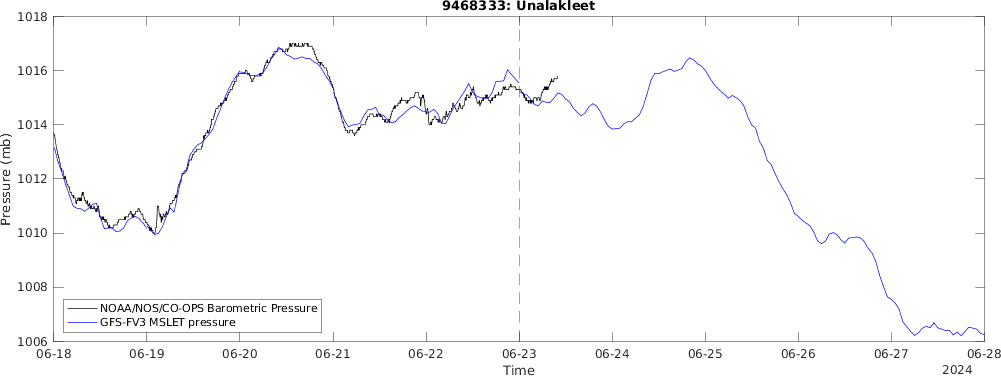 9468333: Unalakleet
1018
1016
1014
1012
1010
1008
1006
Pressure (mb)
NOAA/NOS/CO-OPS Barometric Pressure
GFS-FV3 MSLET pressure
06-18 06-19 06-20 06-21 06-22 06-23 06-24 06-25 06-26 06-27 06-28
Time
2024